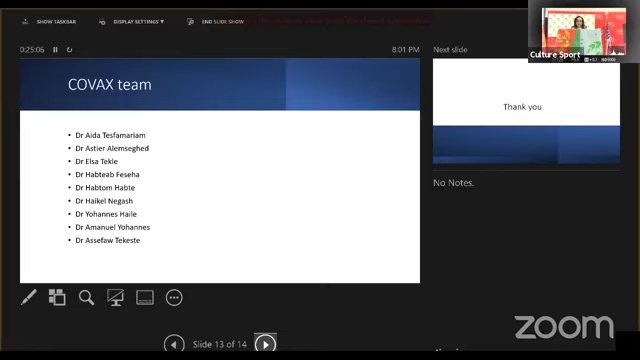 SHOW TASKBAR
DISPLAY SETTINGS ▾
END SLIDE SHOW
0:25:06
8:01 PM
Next slide
Culture Sport
COVAX team
• Dr Aida Tesfamariam
• Dr Astier Alemseghed
• Dr Elsa Tekle
• Dr Habteab Feseha
• Dr Habtom Habte
• Dr Haikel Negash
• Dr Yohannes Haile
• Dr Amanuel Yohannes
• Dr Assefaw Tekeste
Thank you
No Notes.
Slide 13 of 14
zoom